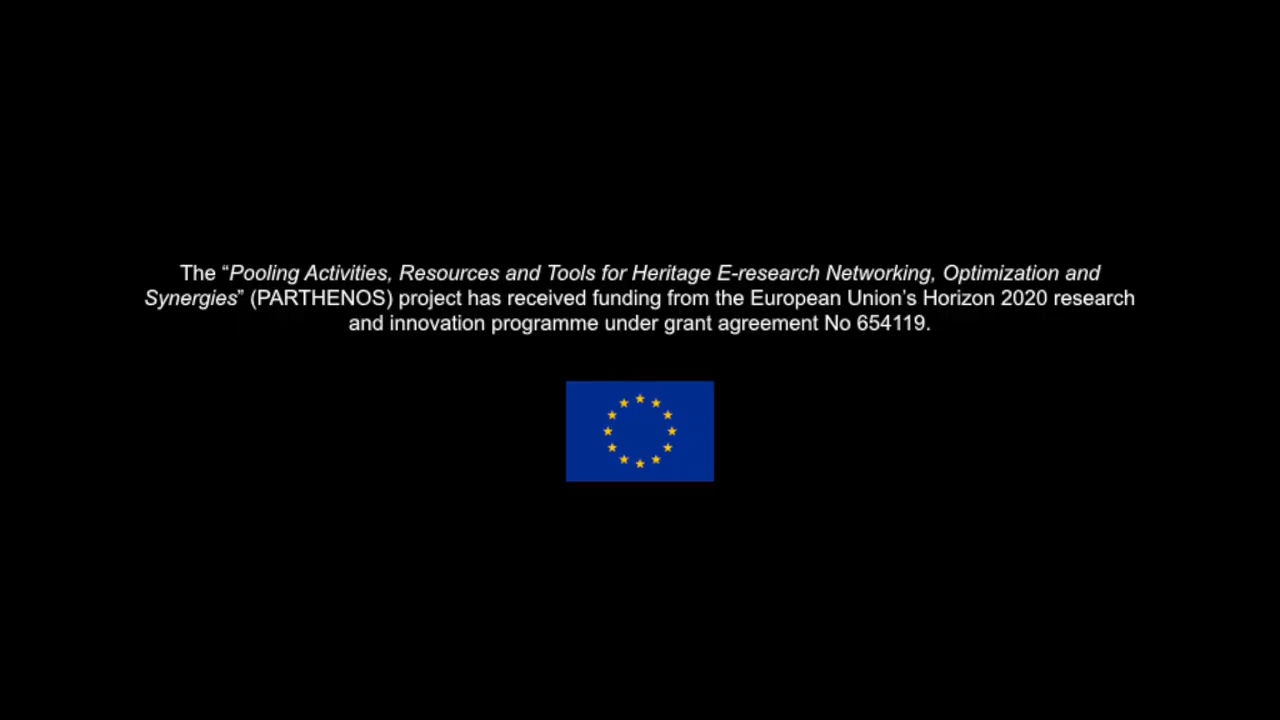 The “Pooling Activities, Resources and Tools for Heritage E-research Networking, Optimization and
Synergies” (PARTHENOS) project has received funding from the European Union’s Horizon 2020 research
and innovation programme under grant agreement No 654119.